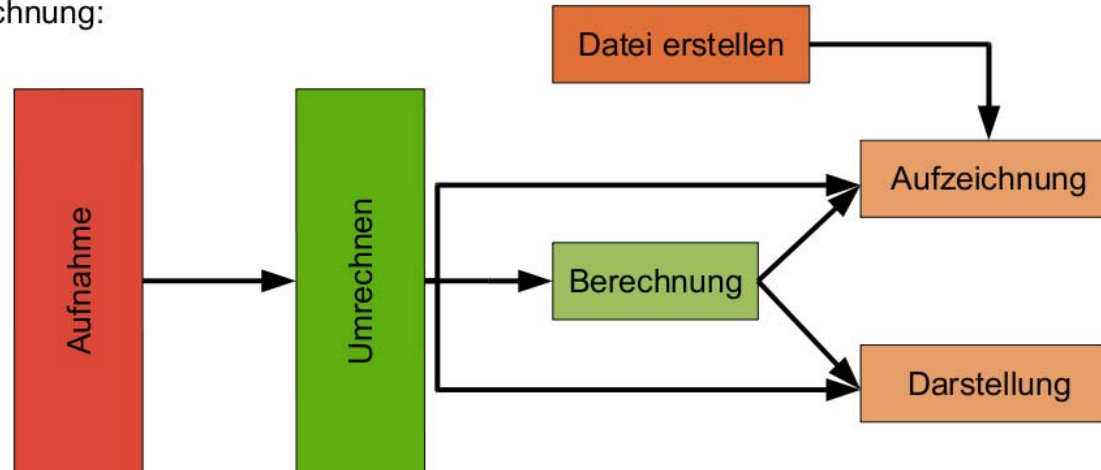 chnung:
Datei erstellen
Aufnahme
Umrechnen
Aufzeichnung
Berechnung
Darstellung